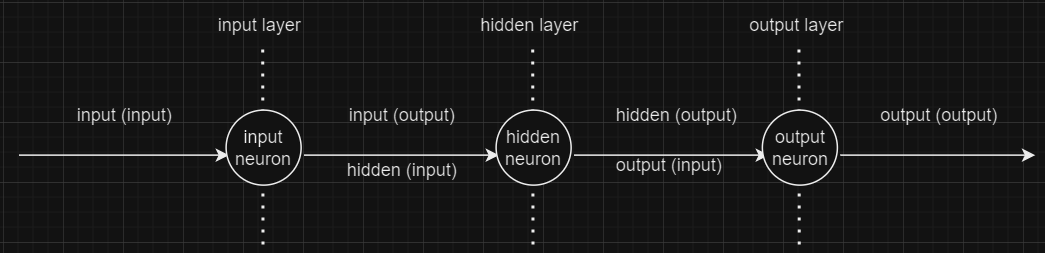 input layer
hidden layer
output layer
input (input)
input (output)
hidden (output)
output (output)
input
neuron
hidden
neuron
output
neuron
hidden (input)
output (input)